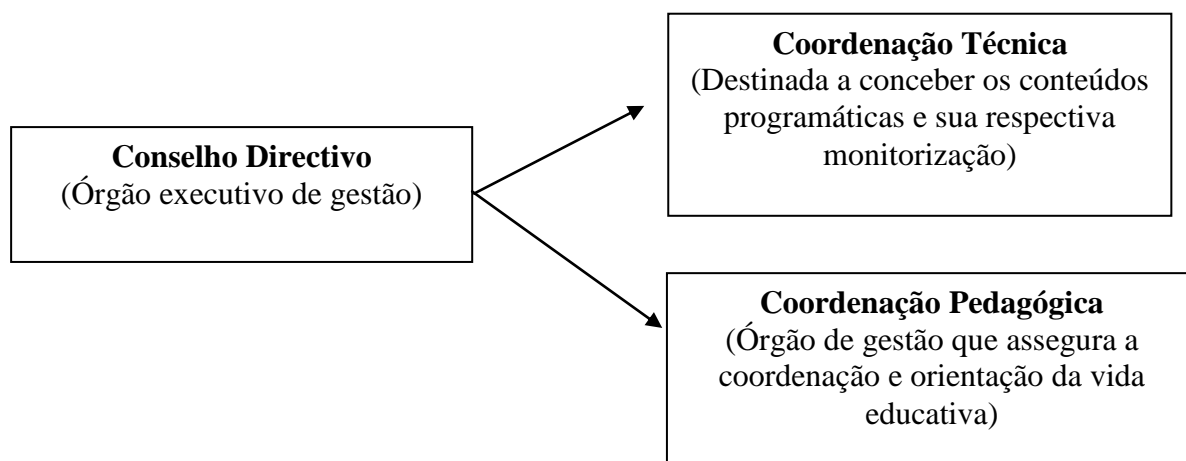 Conselho Directivo
(Órgão executivo de gestão)
Coordenação Técnica
(Destinada a conceber os conteúdos
programáticas e sua respectiva
monitorização)
Coordenação Pedagógica
(Órgão de gestão que assegura a
coordenação e orientação da vida
educativa)